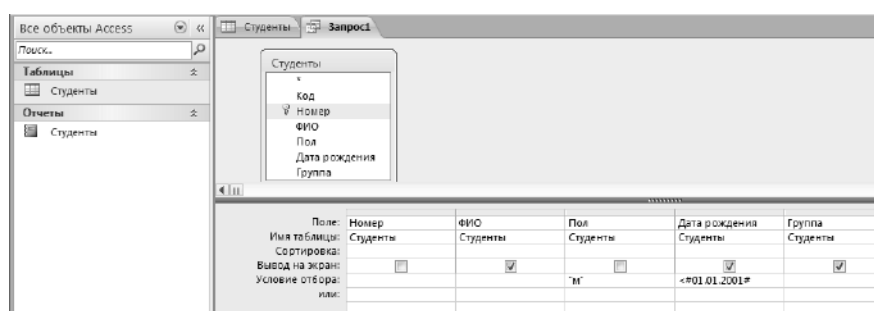 Все объекты Access
Поиск...
Таблицы
Студенты
Отчеты
Студенты
Студенты Запрос1
Студенты
*
Код
Номер
ФИО
Пол
Дата рождения
Группа
Поле: Номер ФИО Пол Дата рождения Группа
Имя таблицы: Студенты Студенты Студенты Студенты Студенты
Сортировка:
Вывод на экран:
Условие отбора: "м" <#01.01.2001#
или: